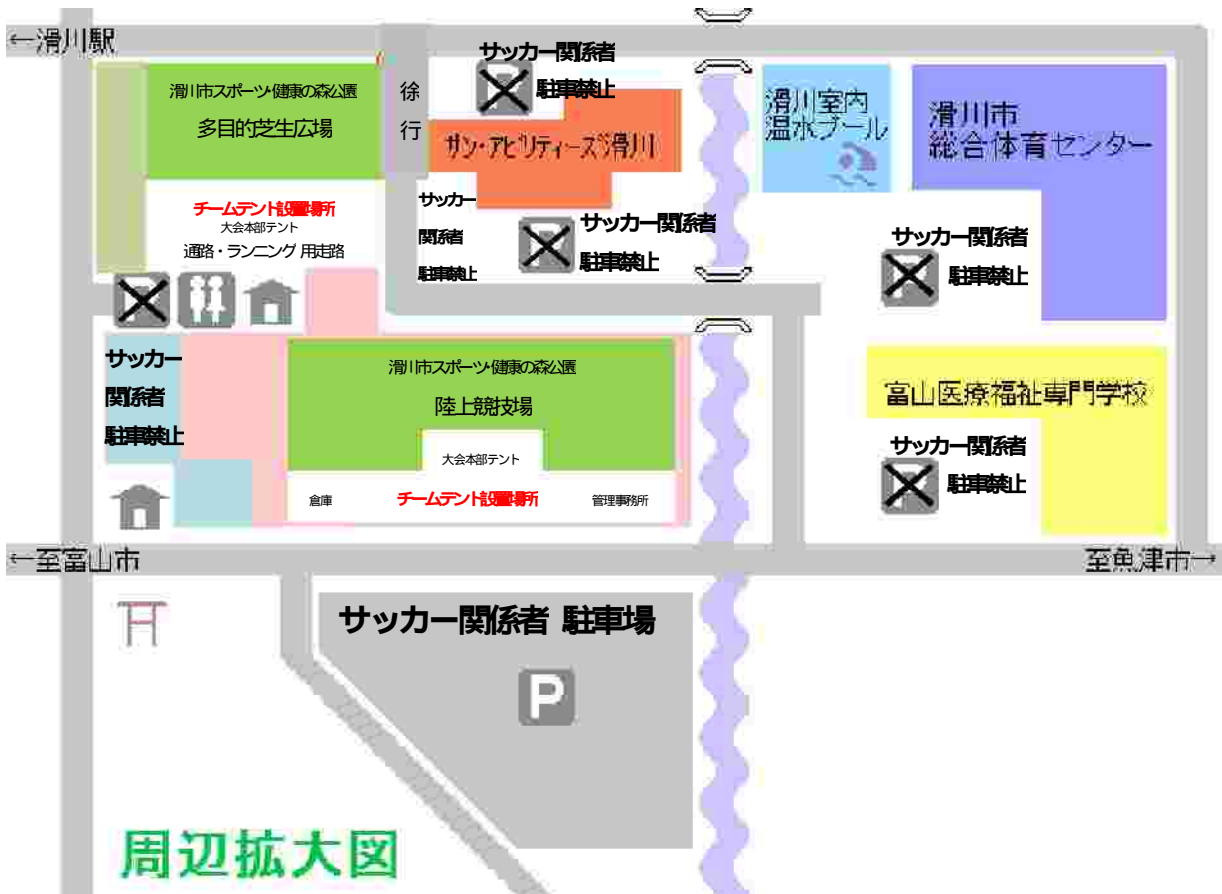 ←滑川駅
サッカー関係者
駐車禁止
滑川市スポーツ・健康の森公園
多目的芝生広場
徐
行
サン・アビリティーズ滑川
滑川室内
温水プール
滑川市
総合体育センター
チームテント設置場所
大会本部テント
通路・ランニング 用走路
サッカー
関係者
駐車禁止
サッカー関係者
駐車禁止
サッカー関係者
駐車禁止
サッカー
関係者
駐車禁止
滑川市スポーツ・健康の森公園
陸上競技場
大会本部テント
倉庫
チームテント設置場所
管理事務所
富山医療福祉専門学校
サッカー関係者
駐車禁止
←至富山市
至魚津市→
サッカー関係者 駐車場
P
周辺拡大図